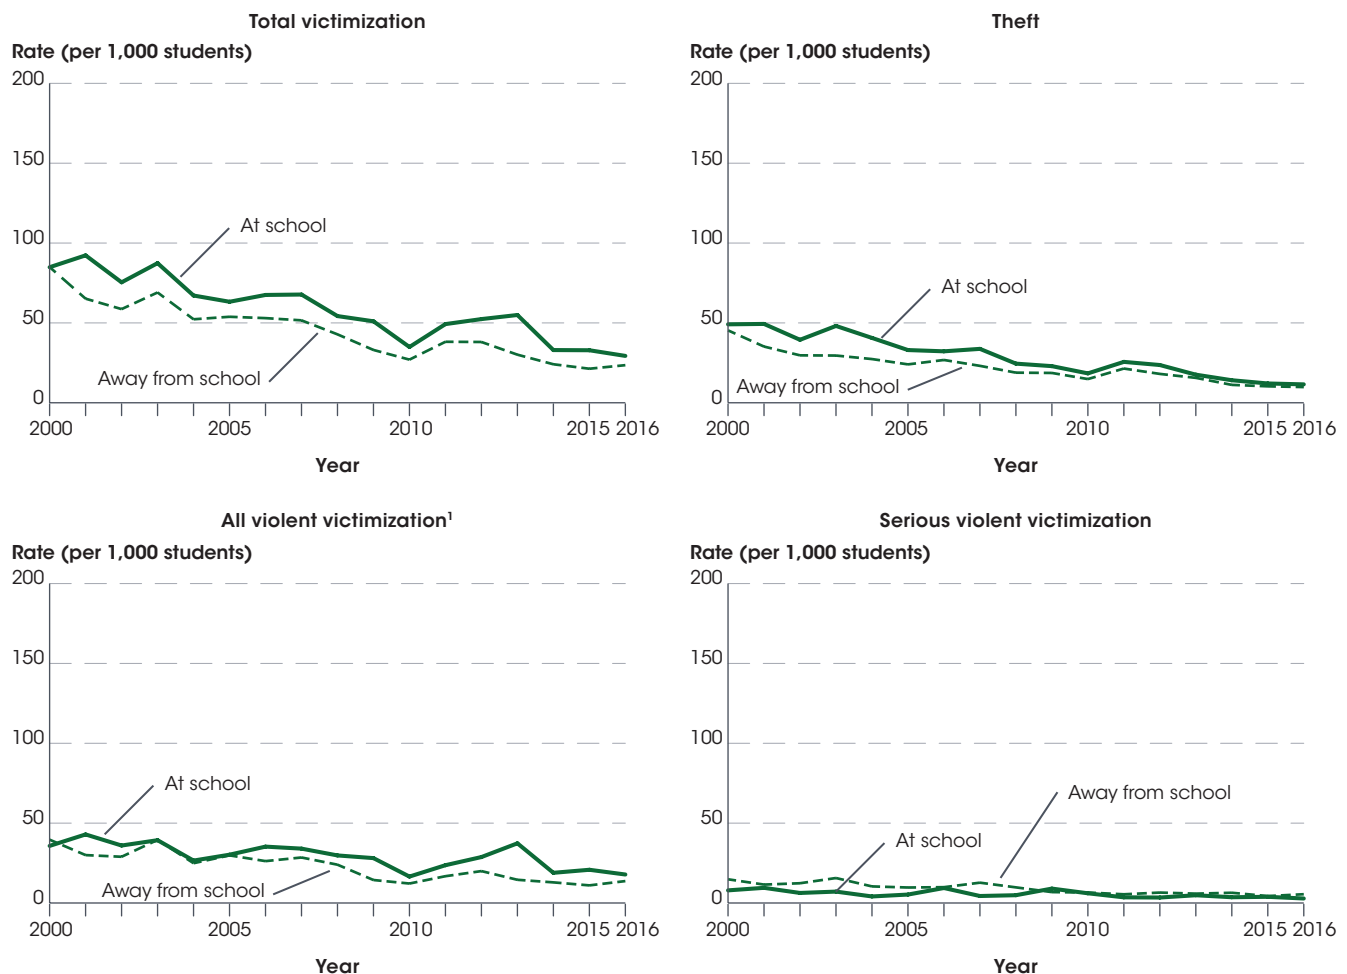 Total victimization
Rate (per 1,000 students)
200
150
100
50
0
At school
Away from school
2000 2005 2010 2015 2016
Year
Theft
Rate (per 1,000 students)
200
150
100
50
0
At school
Away from school
2000 2005 2010 2015 2016
Year
All violent victimization¹
Rate (per 1,000 students)
200
150
100
50
0
At school
Away from school
2000 2005 2010 2015 2016
Year
Serious violent victimization
Rate (per 1,000 students)
200
150
100
50
0
Away from school
At school
2000 2005 2010 2015 2016
Year